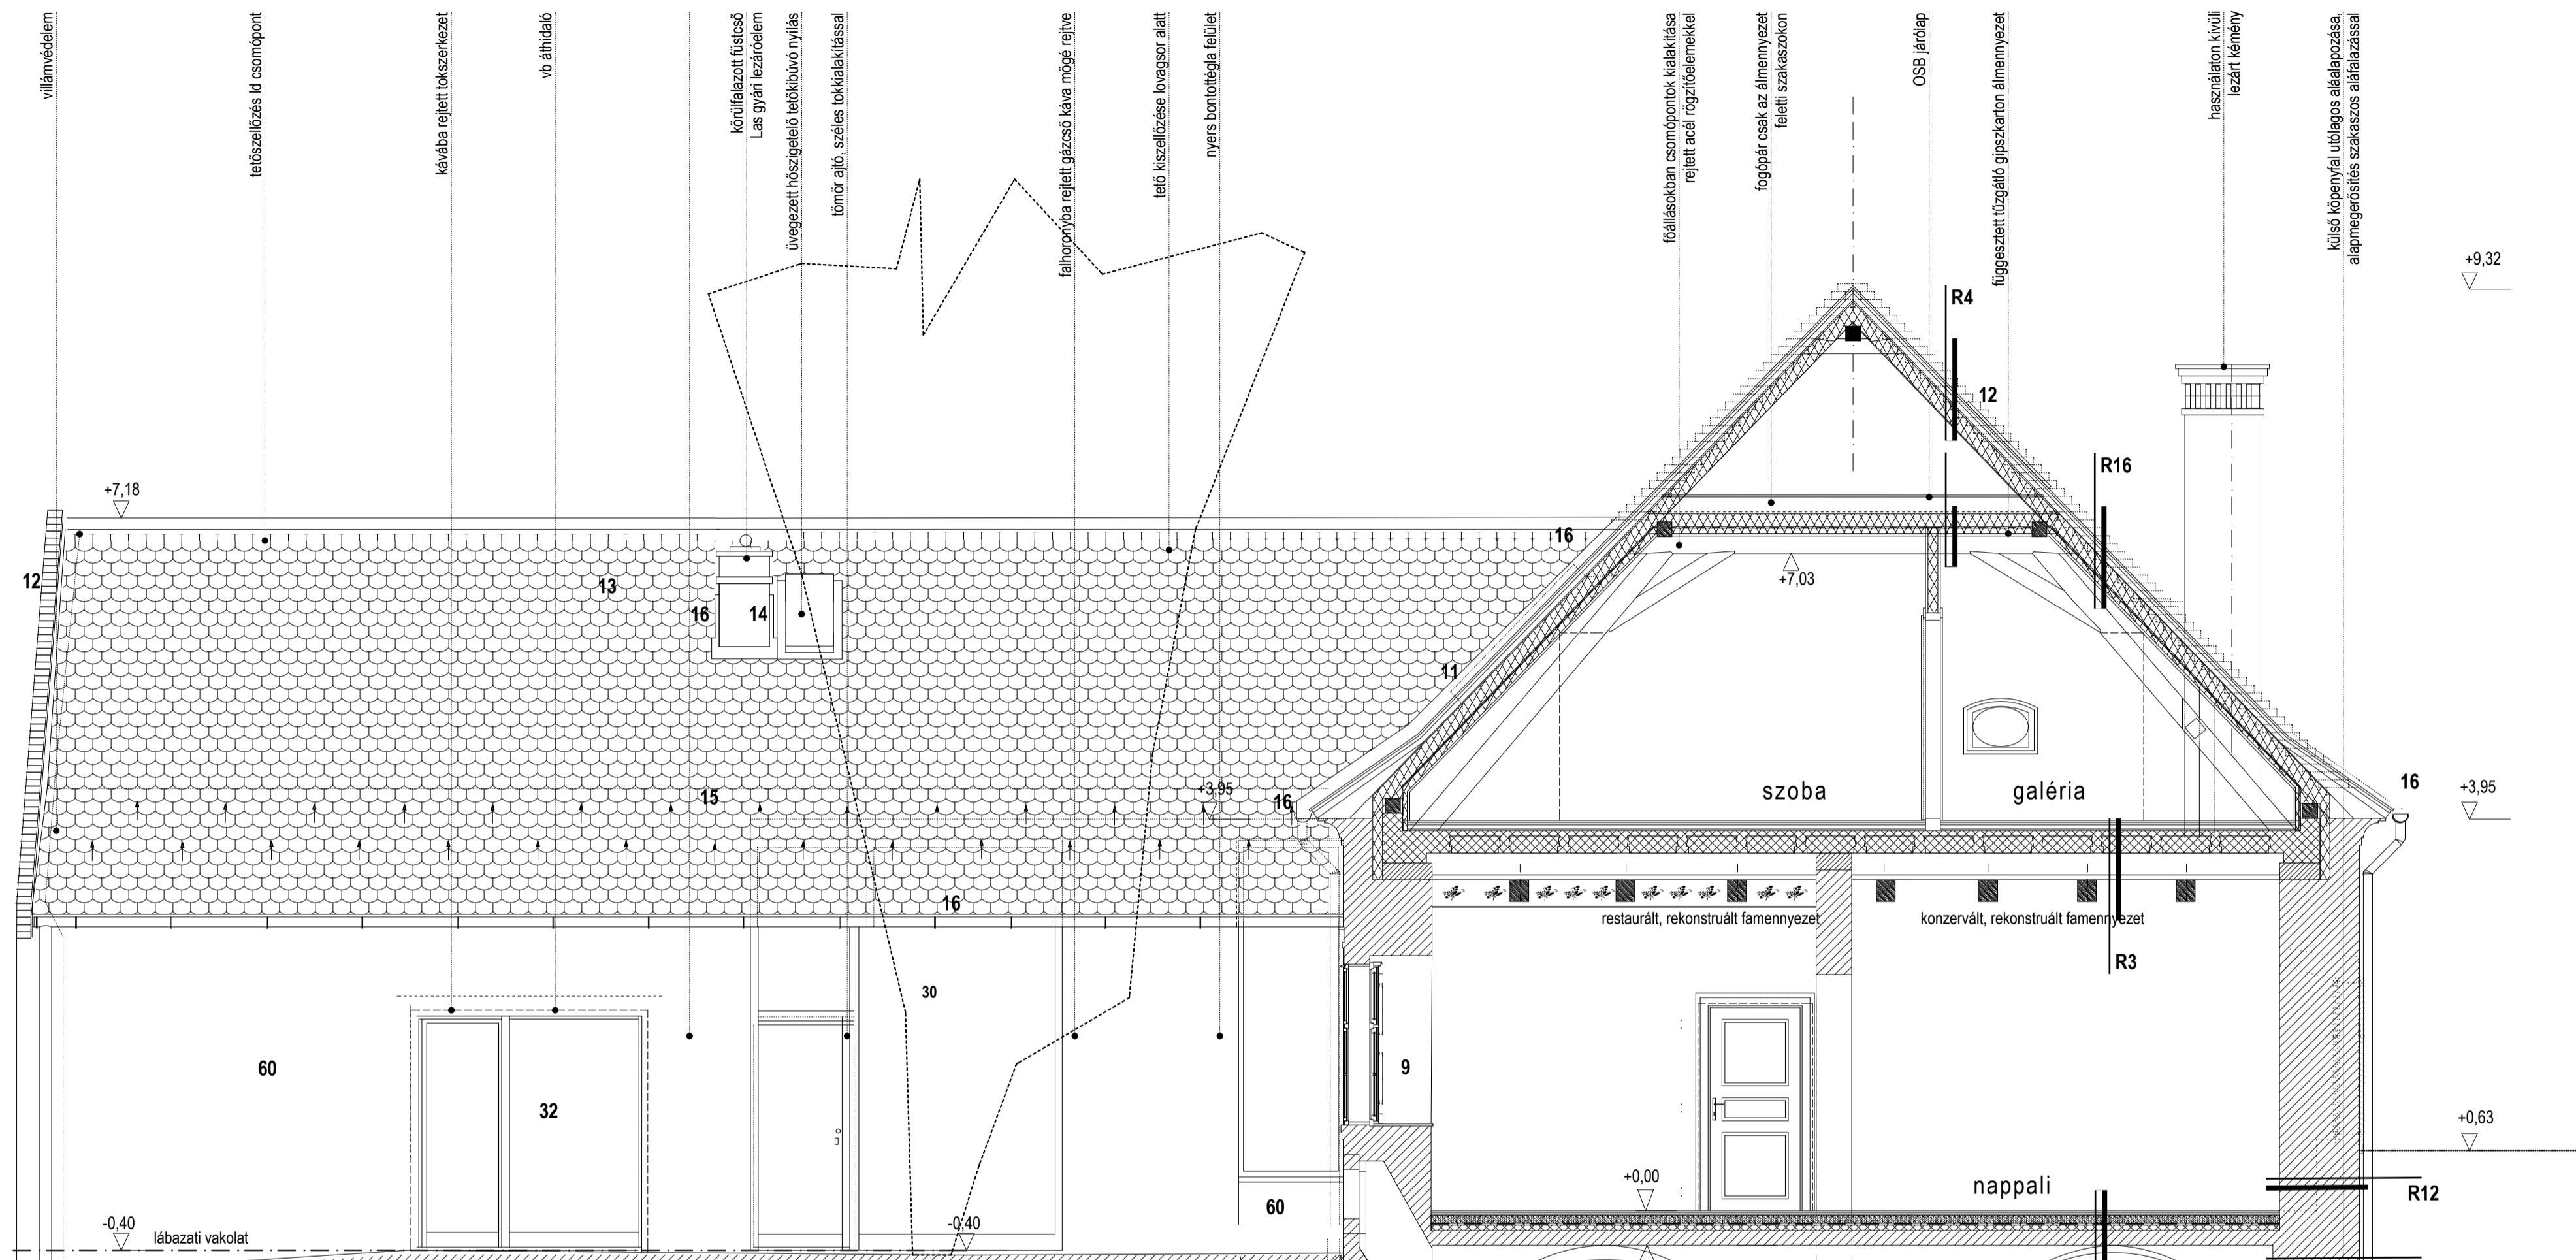 villámvédelem
tetőszellőzés ld csomópont
kávába rejtett tokszerkezet
vb áthidaló
körülfalazott füstcső
Las gyári lezáróelem
üvegezett hőszigetelő tetőkibúvó nyílás
tömör ajtó, széles tokkialakítással
falhoronyba rejtett gázcső káva mögé rejtve
tető kiszellőzése lovagsor alatt
nyers bontottégla felület
főállásokban csomópontok kialakítása
rejtett acél rögzítőelemekkel
fogópár csak az álmennyezet
feletti szakaszokon
OSB járólap
függesztett tűzgátló gipszkarton álmennyezet
használaton kívüli
lezárt kémény
külső köpenyfal utólagos aláalapozása,
alapmegerősítés szakaszos aláfalazással
+9,32
R4
12
R16
+7,18
16
12
13
16
14
+7,03
11
15
+3,95
16
szoba
galéria
16
+3,95
16
restaurált, rekonstruált famennyezet
konzervált, rekonstruált famennyezet
R3
30
60
32
9
+0,63
+0,00
nappali
R12
60
-0,40
lábazati vakolat
-0,40